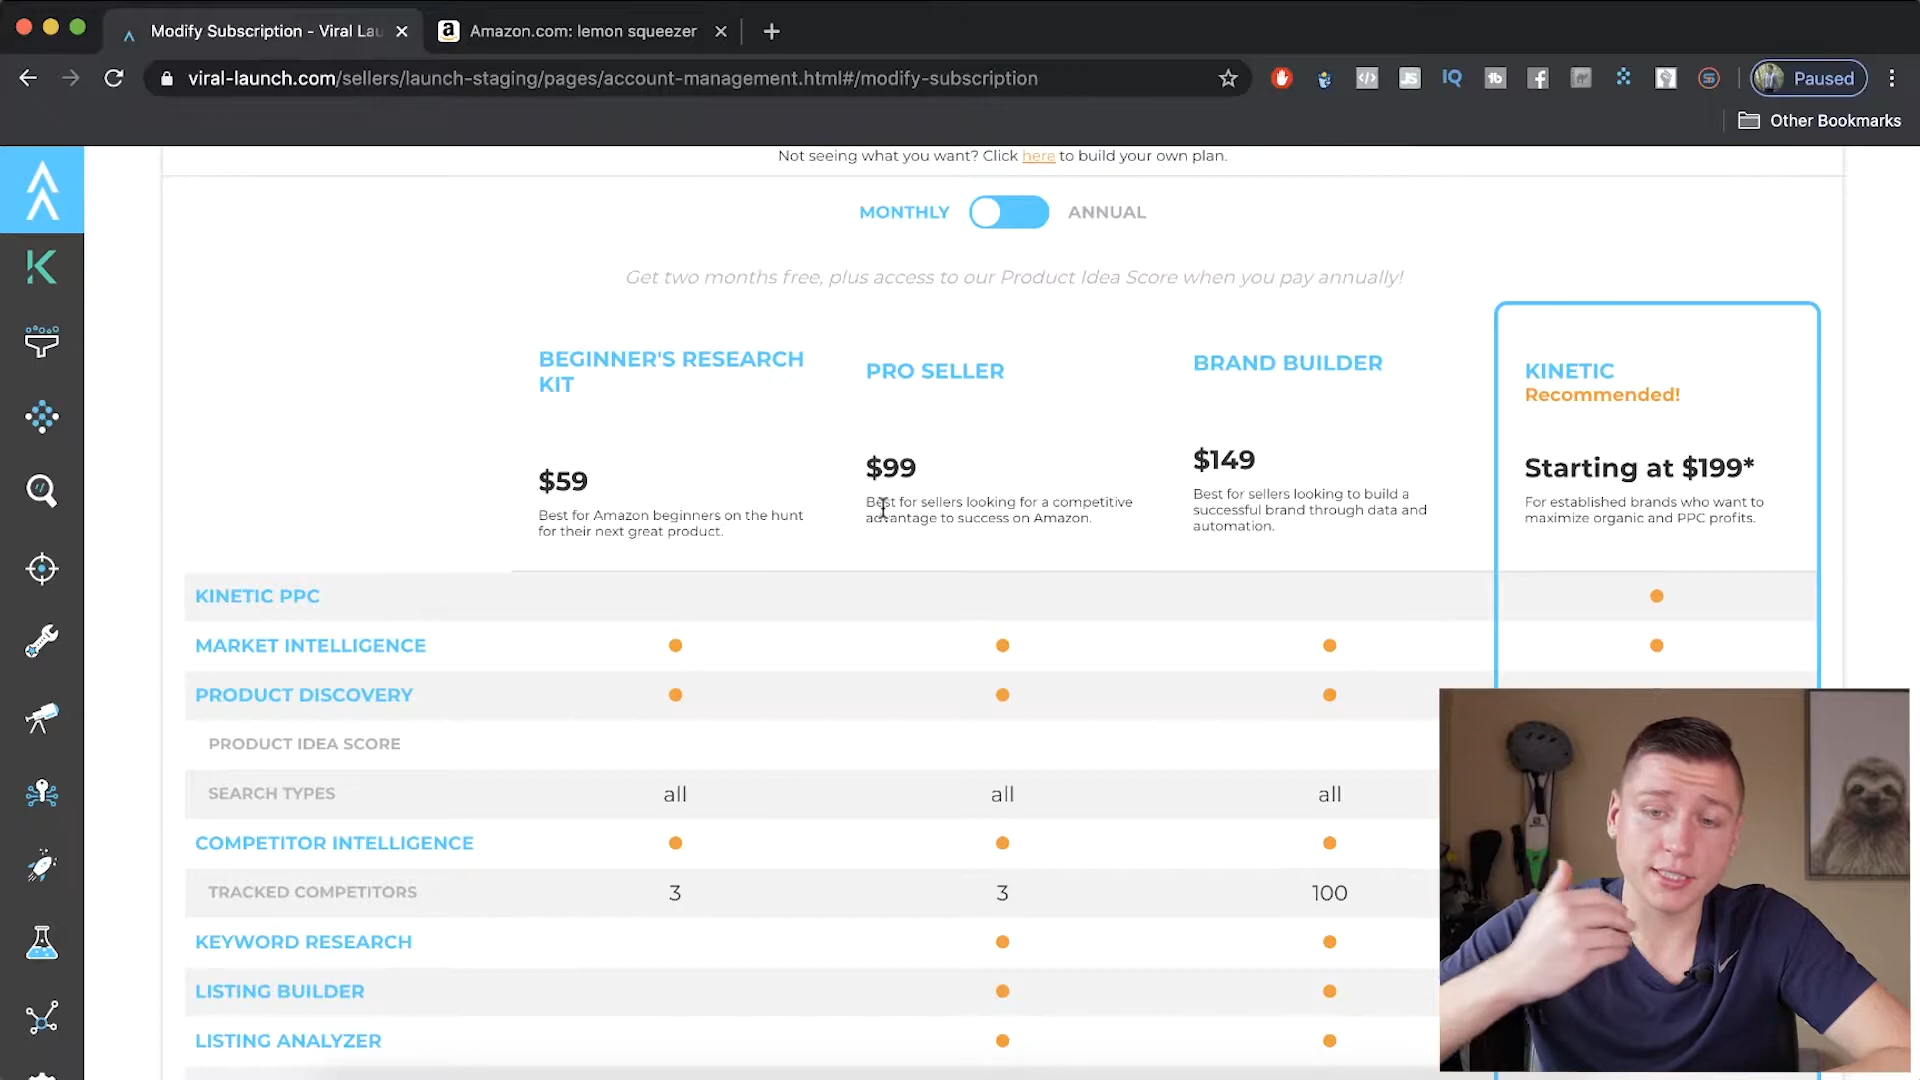 Modify Subscription - Viral Lau
Amazon.com: lemon squeezer
viral-launch.com/sellers/launch-staging/pages/account-management.html#/modify-subscription
Paused
Other Bookmarks
Not seeing what you want? Click here to build your own plan.
MONTHLY
ANNUAL
Get two months free, plus access to our Product Idea Score when you pay annually!
BEGINNER'S RESEARCH
KIT
$59
Best for Amazon beginners on the hunt
for their next great product.
PRO SELLER
$99
Best for sellers looking for a competitive
advantage to success on Amazon.
BRAND BUILDER
$149
Best for sellers looking to build a
successful brand through data and
automation.
KINETIC
Recommended!
Starting at $199*
For established brands who want to
maximize organic and PPC profits.
KINETIC PPC
MARKET INTELLIGENCE
PRODUCT DISCOVERY
PRODUCT IDEA SCORE
SEARCH TYPES all all all
COMPETITOR INTELLIGENCE
TRACKED COMPETITORS 3 3 100
KEYWORD RESEARCH
LISTING BUILDER
LISTING ANALYZER